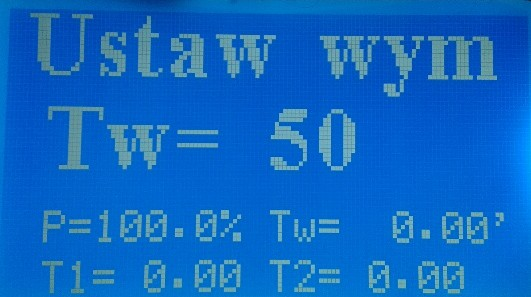 Ustaw wym
Tw= 50
P=100.0% Tw= 0.00'
T1= 0.00 T2= 0.00